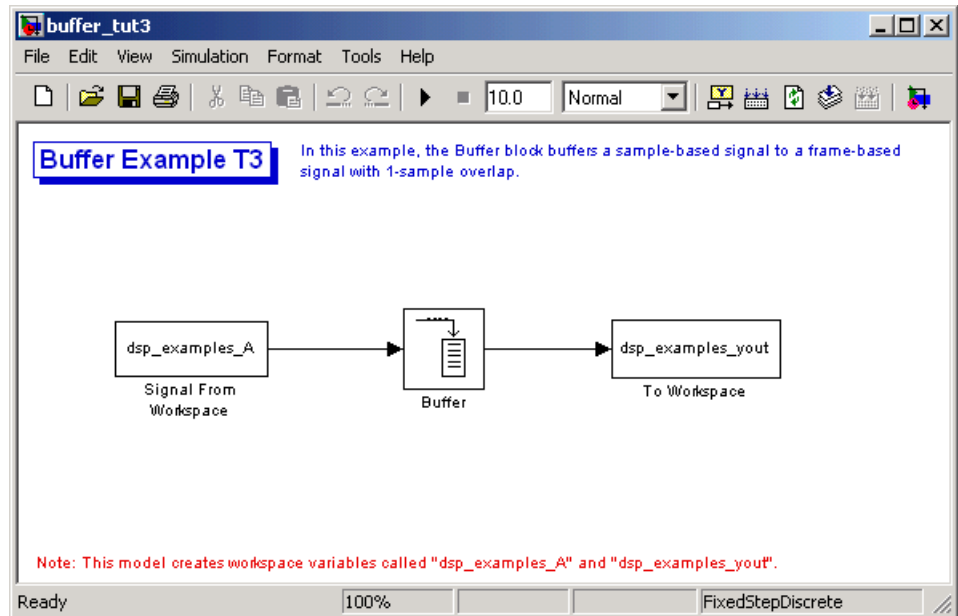 buffer_tut3
File Edit View Simulation Format Tools Help
10.0 Normal
Buffer Example T3
In this example, the Buffer block buffers a sample-based signal to a frame-based
signal with 1-sample overlap.
dsp_examples_A
Signal From
Workspace
Buffer
dsp_examples_yout
To Workspace
Note: This model creates workspace variables called "dsp_examples_A" and "dsp_examples_yout".
Ready 100% FixedStepDiscrete